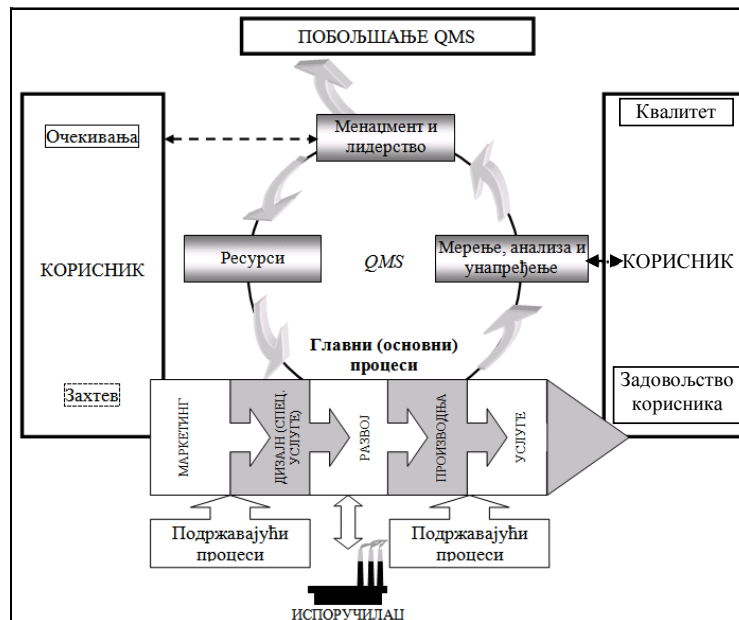 ПОБОЉШАЊЕ QMS
Очекивања
Менаџмент и
лидерство
Квалитет
КОРИСНИК
Ресурси
QMS
Мерење, анализа и
унапређење
КОРИСНИК
Главни (основни)
процеси
Захтев
Задовољство
корисника
МАРКЕТИНГ
ДИЗАЈН (СПЕЦ.
УСЛУГЕ)
РАЗВОЈ
ПРОИЗВОДЊА
УСЛУГЕ
Подржавајући
процеси
Подржавајући
процеси
ИСПОРУЧИЛАЦ